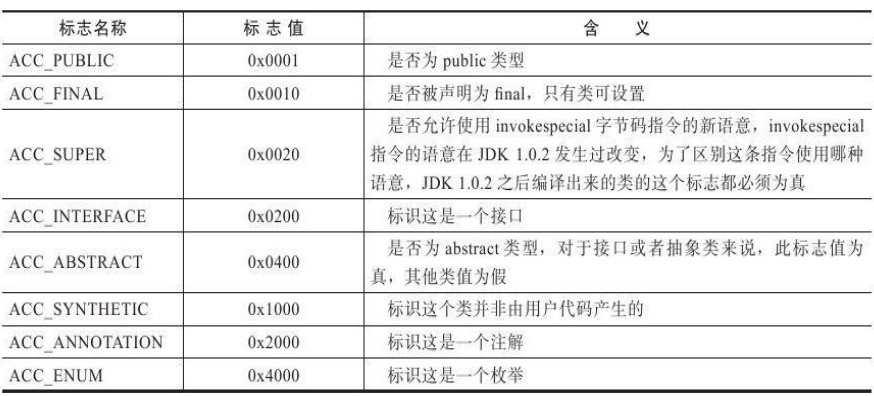 标志名称 标志值 含 义
ACC_PUBLIC 0x0001 是否为 public 类型
ACC_FINAL 0x0010 是否被声明为 final，只有类可设置
是否允许使用 invokespecial 字节码指令的新语意，invokespecial
ACC_SUPER 0x0020 指令的语意在 JDK 1.0.2 发生过改变，为了区别这条指令使用哪种
语意，JDK 1.0.2 之后编译出来的类的这个标志都必须为真
ACC_INTERFACE 0x0200 标识这是一个接口
ACC_ABSTRACT 0x0400 是否为 abstract 类型，对于接口或者抽象类来说，此标志值为
真，其他类值为假
ACC_SYNTHETIC 0x1000 标识这个类并非由用户代码产生的
ACC_ANNOTATION 0x2000 标识这是一个注解
ACC_ENUM 0x4000 标识这是一个枚举